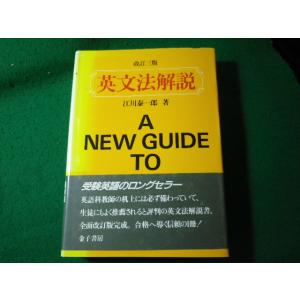 改訂三版
英文法解説
江川泰一郎 著
A
NEW GUIDE
TO
受験英語のロングセラー
英語科教師の机上には必ず備わっていて、
生徒にもよく推薦されると評判の英文法解説書。
全面改訂版完成。合格へ導く信頼の1冊!
金子書房